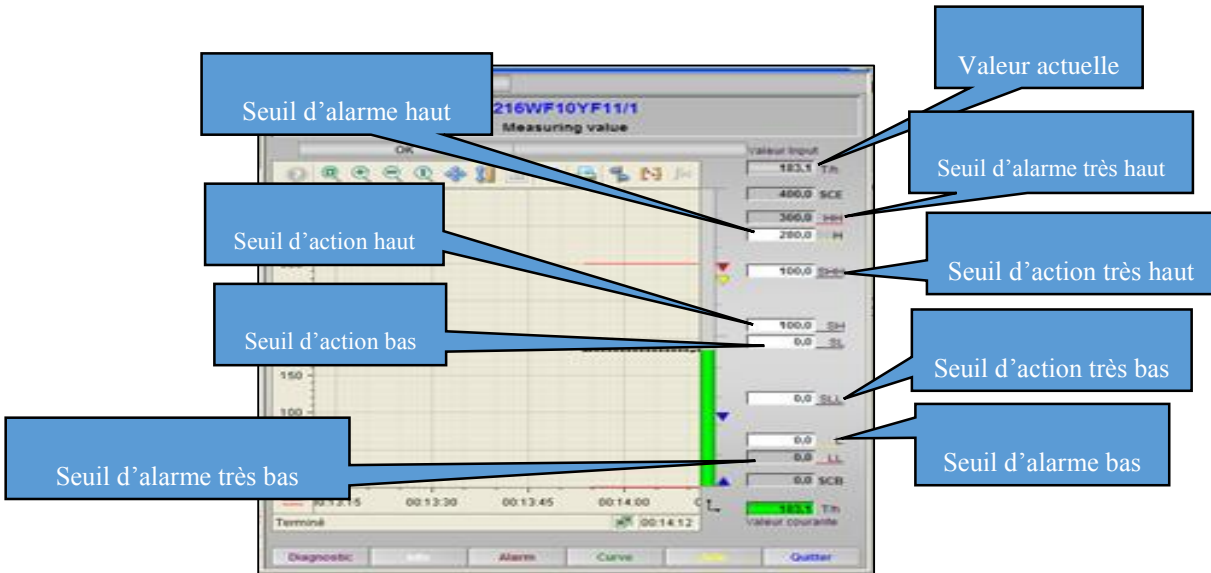 Valeur actuelle
Seuil d’alarme haut
216WF10YF11/1
Measuring value
OK
Valeur input
183,1 T/h
Seuil d’alarme très haut
400,0 SCE
300,0 HH
280,0 H
Seuil d’action haut
100,0 SHH
Seuil d’action très haut
100,0 SH
Seuil d’action bas
0,0 SL
150
Seuil d’action très bas
0,0 SLL
100
0,0 L
Seuil d’alarme très bas
0,0 LL
Seuil d’alarme bas
0,0 SCB
00:13:30
00:13:45
00:14:00
183,1 T/h
Terminé
00:14:12
Valeur courante
Diagnostic
Alarm
Curve
Quitter